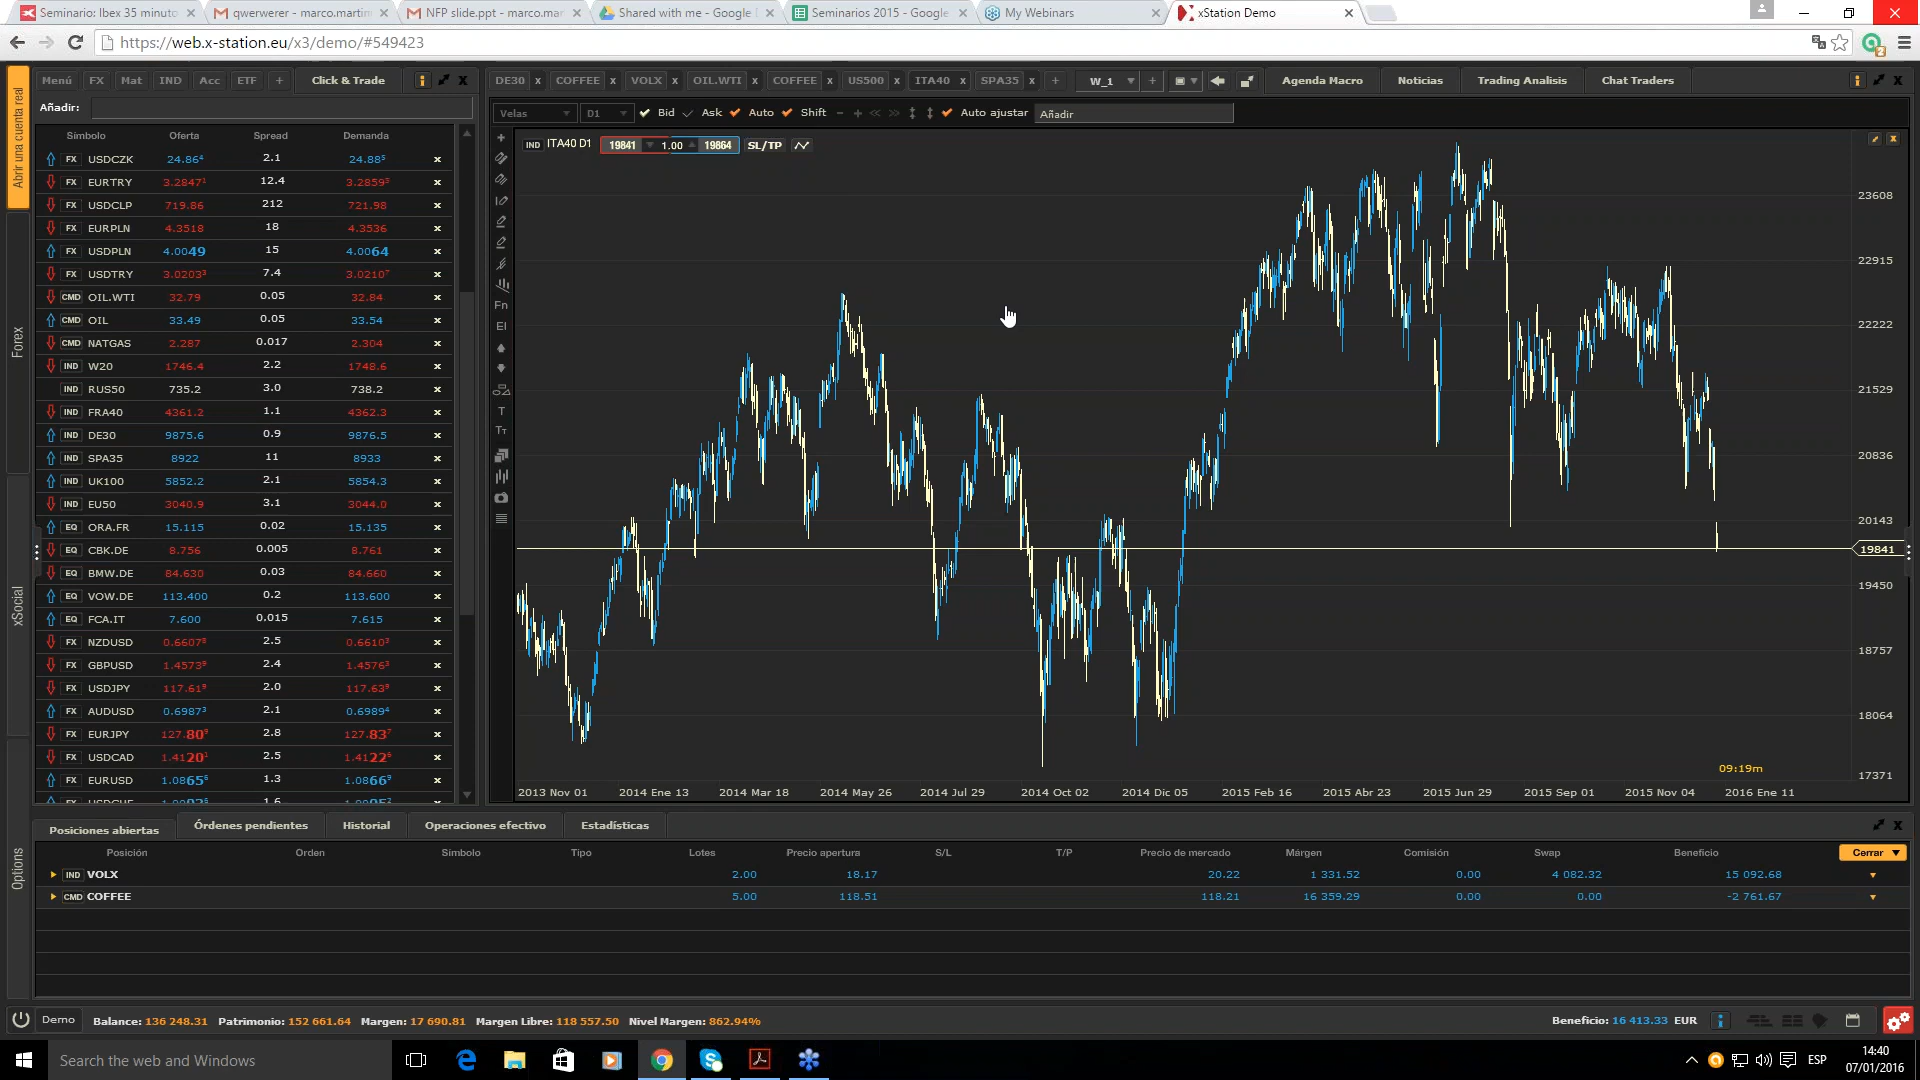 Seminario: Ibex 35 minuto
qwerwerer - marco.martim
NFP slide.ppt - marco.mar
Shared with me - Google D
Seminarios 2015 - Google
My Webinars
xStation Demo
https://web.x-station.eu/x3/demo/#549423
Abrir una cuenta real
Forex
xSocial
Options
Menú FX Mat IND Acc ETF + Click & Trade
Añadir:
Símbolo Oferta Spread Demanda
FX USDCZK 24.86⁴ 2.1 24.88⁵
FX EURTRY 3.2847¹ 12.4 3.2859⁵
FX USDCLP 719.86 212 721.98
FX EURPLN 4.3518 18 4.3536
FX USDPLN 4.0049 15 4.0064
FX USDTRY 3.0203³ 7.4 3.0210⁷
CMD OIL.WTI 32.79 0.05 32.84
CMD OIL 33.49 0.05 33.54
CMD NATGAS 2.287 0.017 2.304
IND W20 1746.4 2.2 1748.6
IND RUS50 735.2 3.0 738.2
IND FRA40 4361.2 1.1 4362.3
IND DE30 9875.6 0.9 9876.5
IND SPA35 8922 11 8933
IND UK100 5852.2 2.1 5854.3
IND EU50 3040.9 3.1 3044.0
EQ ORA.FR 15.115 0.02 15.135
EQ CBK.DE 8.756 0.005 8.761
EQ BMW.DE 84.630 0.03 84.660
EQ VOW.DE 113.400 0.2 113.600
EQ FCA.IT 7.600 0.015 7.615
FX NZDUSD 0.6607⁸ 2.5 0.6610³
FX GBPUSD 1.4573⁹ 2.4 1.4576³
FX USDJPY 117.61⁹ 2.0 117.63⁹
FX AUDUSD 0.6987³ 2.1 0.6989⁴
FX EURJPY 127.80⁹ 2.8 127.83⁷
FX USDCAD 1.4120¹ 2.5 1.4122⁶
FX EURUSD 1.0865⁶ 1.3 1.0866⁹
DE30 x COFFEE x VOLX x OIL.WTI x COFFEE x US500 x ITA40 x SPA35 x + W_1 +
Agenda Macro Noticias Trading Analisis Chat Traders
Velas D1 Bid Ask Auto Shift Auto ajustar Añadir
IND ITA40 D1 19841 1.00 19864 SL/TP
Fn
El
T
TT
23608
22915
22222
21529
20836
20143
19841
19450
18757
18064
17371
09:19m
2013 Nov 01 2014 Ene 13 2014 Mar 18 2014 May 26 2014 Jul 29 2014 Oct 02 2014 Dic 05 2015 Feb 16 2015 Abr 23 2015 Jun 29 2015 Sep 01 2015 Nov 04 2016 Ene 11
Posiciones abiertas Órdenes pendientes Historial Operaciones efectivo Estadísticas
Posición Orden Símbolo Tipo Lotes Precio apertura S/L T/P Precio de mercado Márgen Comisión Swap Beneficio Cerrar
IND VOLX 2.00 18.17 20.22 1 331.52 0.00 4 082.32 15 092.68
CMD COFFEE 5.00 118.51 118.21 16 359.29 0.00 0.00 -2 761.67
Demo Balance: 136 248.31 Patrimonio: 152 661.64 Margen: 17 690.81 Margen Libre: 118 557.50 Nivel Margen: 862.94% Beneficio: 16 413.33 EUR
Search the web and Windows
ESP
14:40
07/01/2016